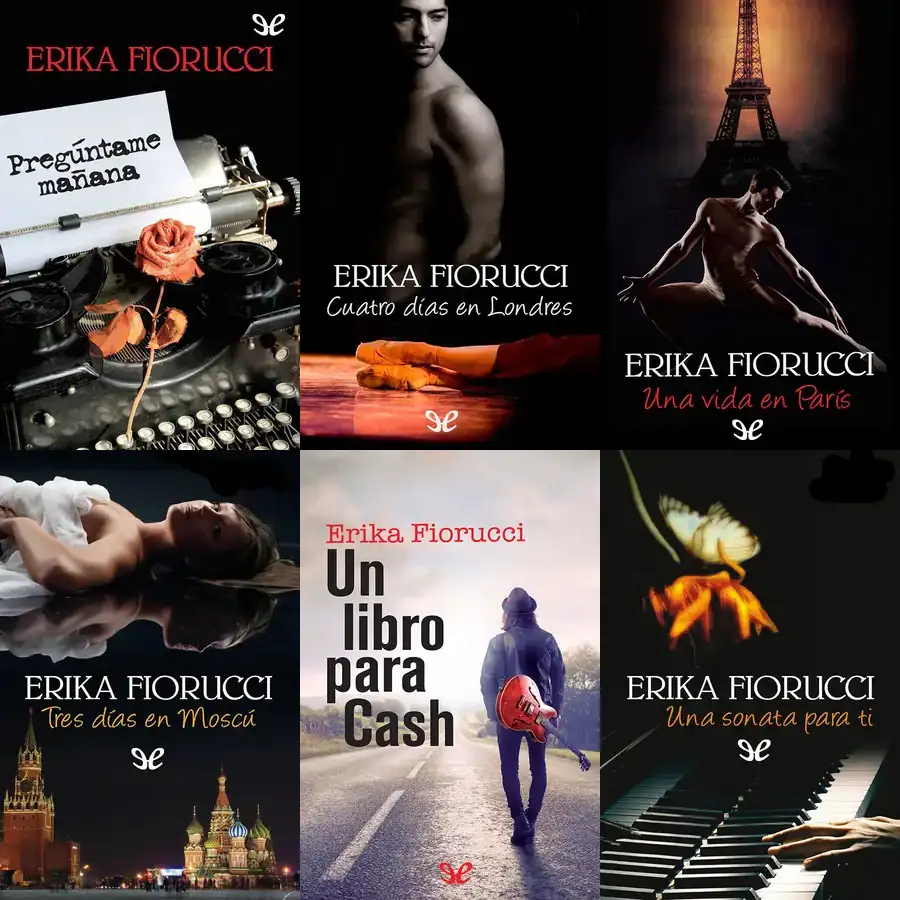 ERIKA FIORUCCI
Pregúntame
mañana
ERIKA FIORUCCI
Cuatro días en Londres
ERIKA FIORUCCI
Una vida en París
ERIKA FIORUCCI
Tres días en Moscú
Erika Fiorucci
Un
libro
para
Cash
ERIKA FIORUCCI
Una sonata para ti